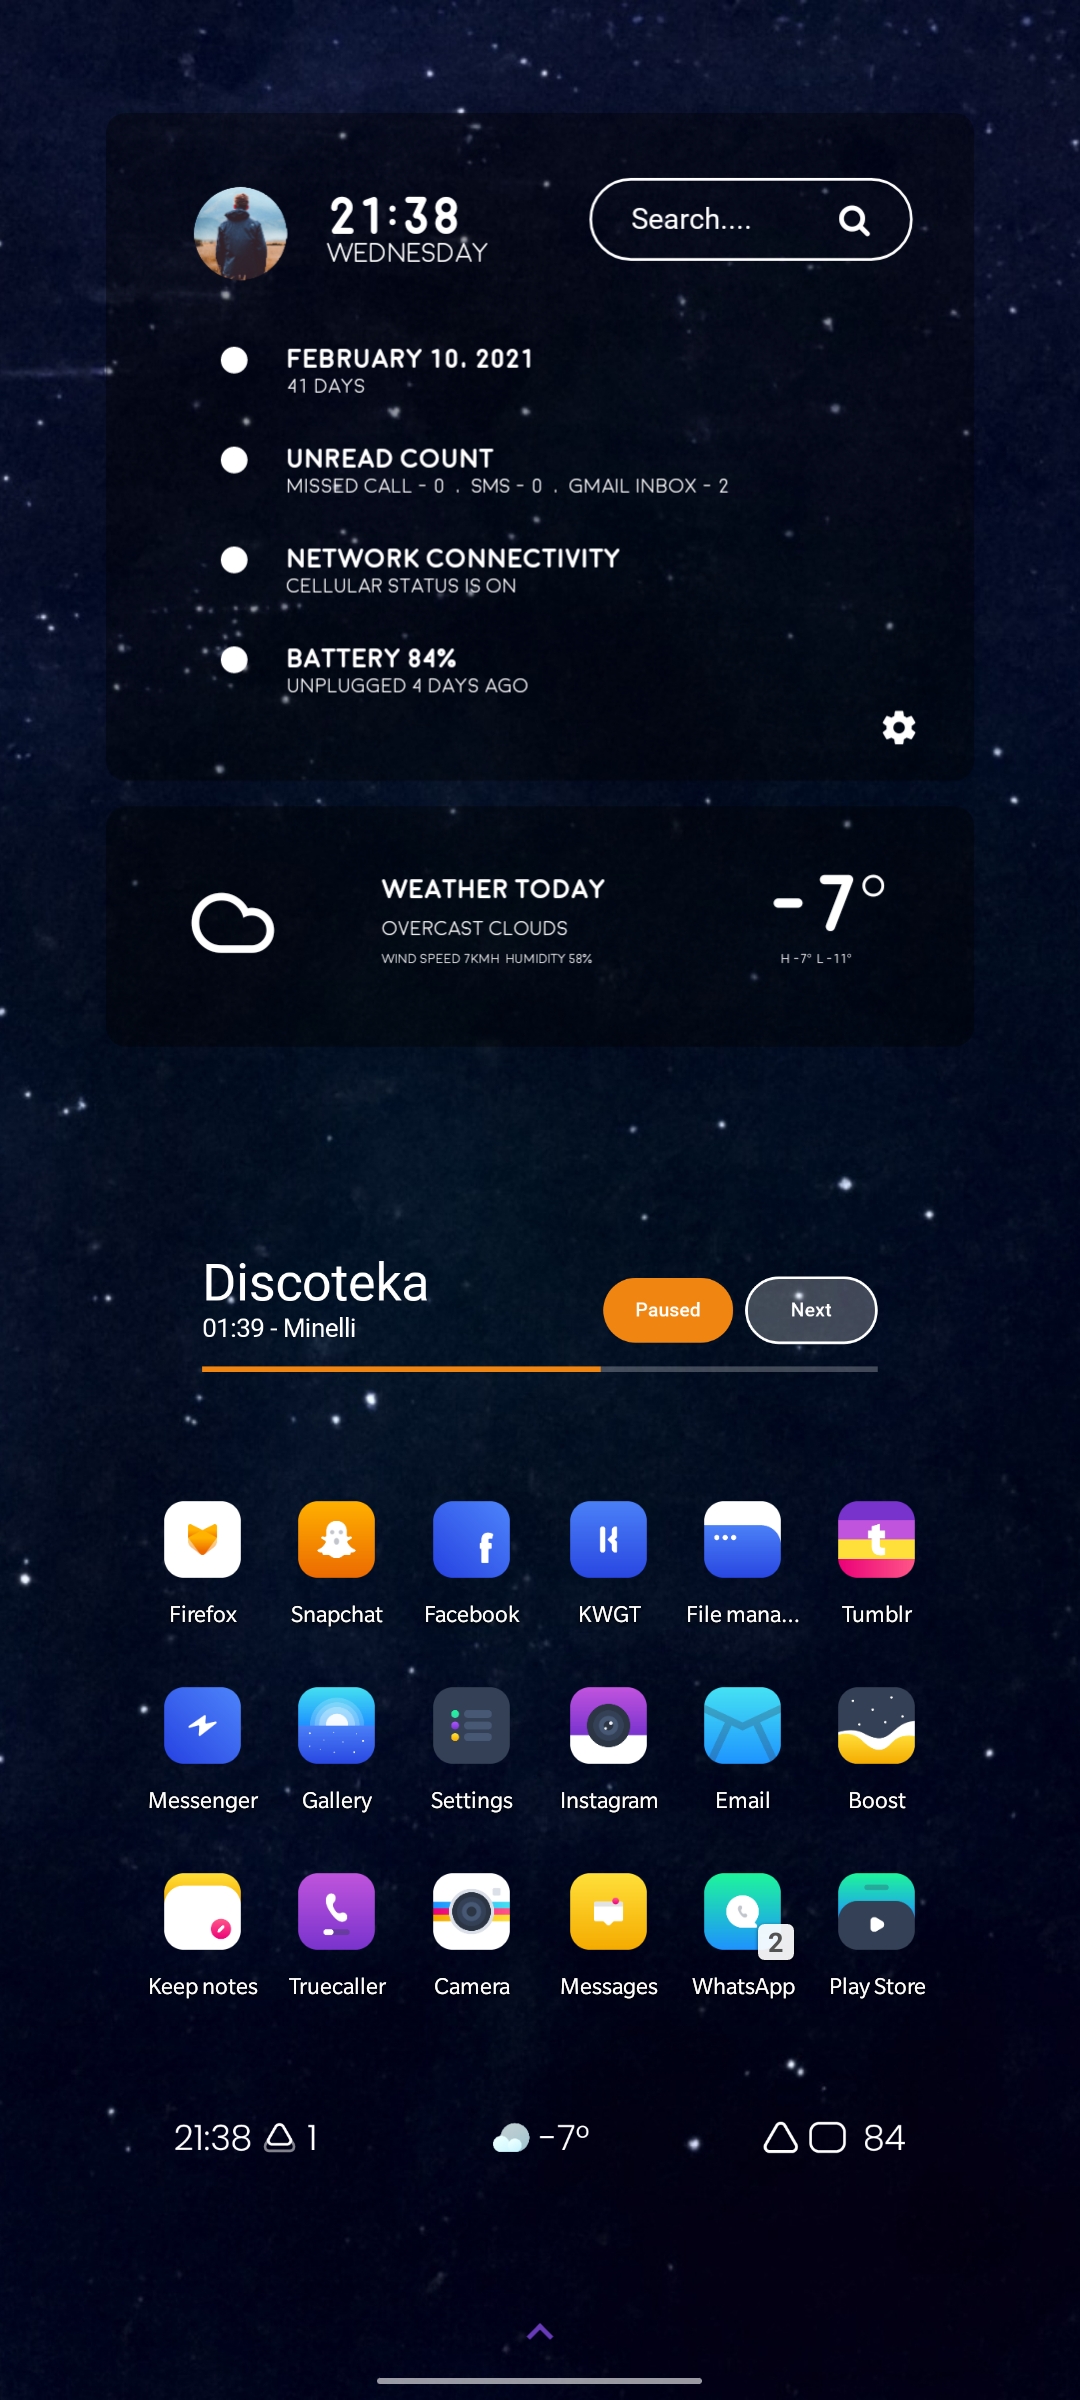 21:38
WEDNESDAY
Search....
FEBRUARY 10. 2021
41 DAYS
UNREAD COUNT
MISSED CALL - 0 . SMS - 0 . GMAIL INBOX - 2
NETWORK CONNECTIVITY
CELLULAR STATUS IS ON
BATTERY 84%
UNPLUGGED 4 DAYS AGO
WEATHER TODAY
OVERCAST CLOUDS
WIND SPEED 7KMH HUMIDITY 58%
-7°
H -7° L -11°
Discoteka
01:39 - Minelli
Paused
Next
Firefox Snapchat Facebook KWGT File mana... Tumblr
Messenger Gallery Settings Instagram Email Boost
2
Keep notes Truecaller Camera Messages WhatsApp Play Store
21:38 1 -7° 84